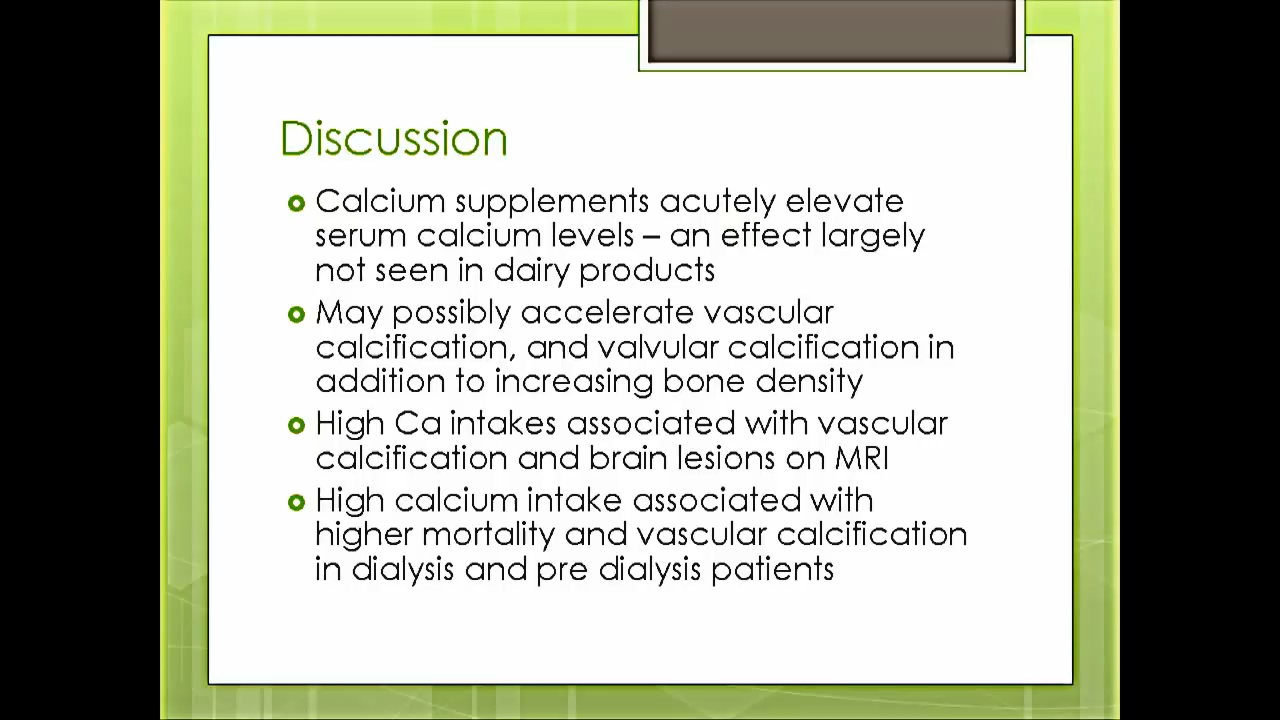 Discussion
Calcium supplements acutely elevate
serum calcium levels – an effect largely
not seen in dairy products
May possibly accelerate vascular
calcification, and valvular calcification in
addition to increasing bone density
High Ca intakes associated with vascular
calcification and brain lesions on MRI
High calcium intake associated with
higher mortality and vascular calcification
in dialysis and pre dialysis patients